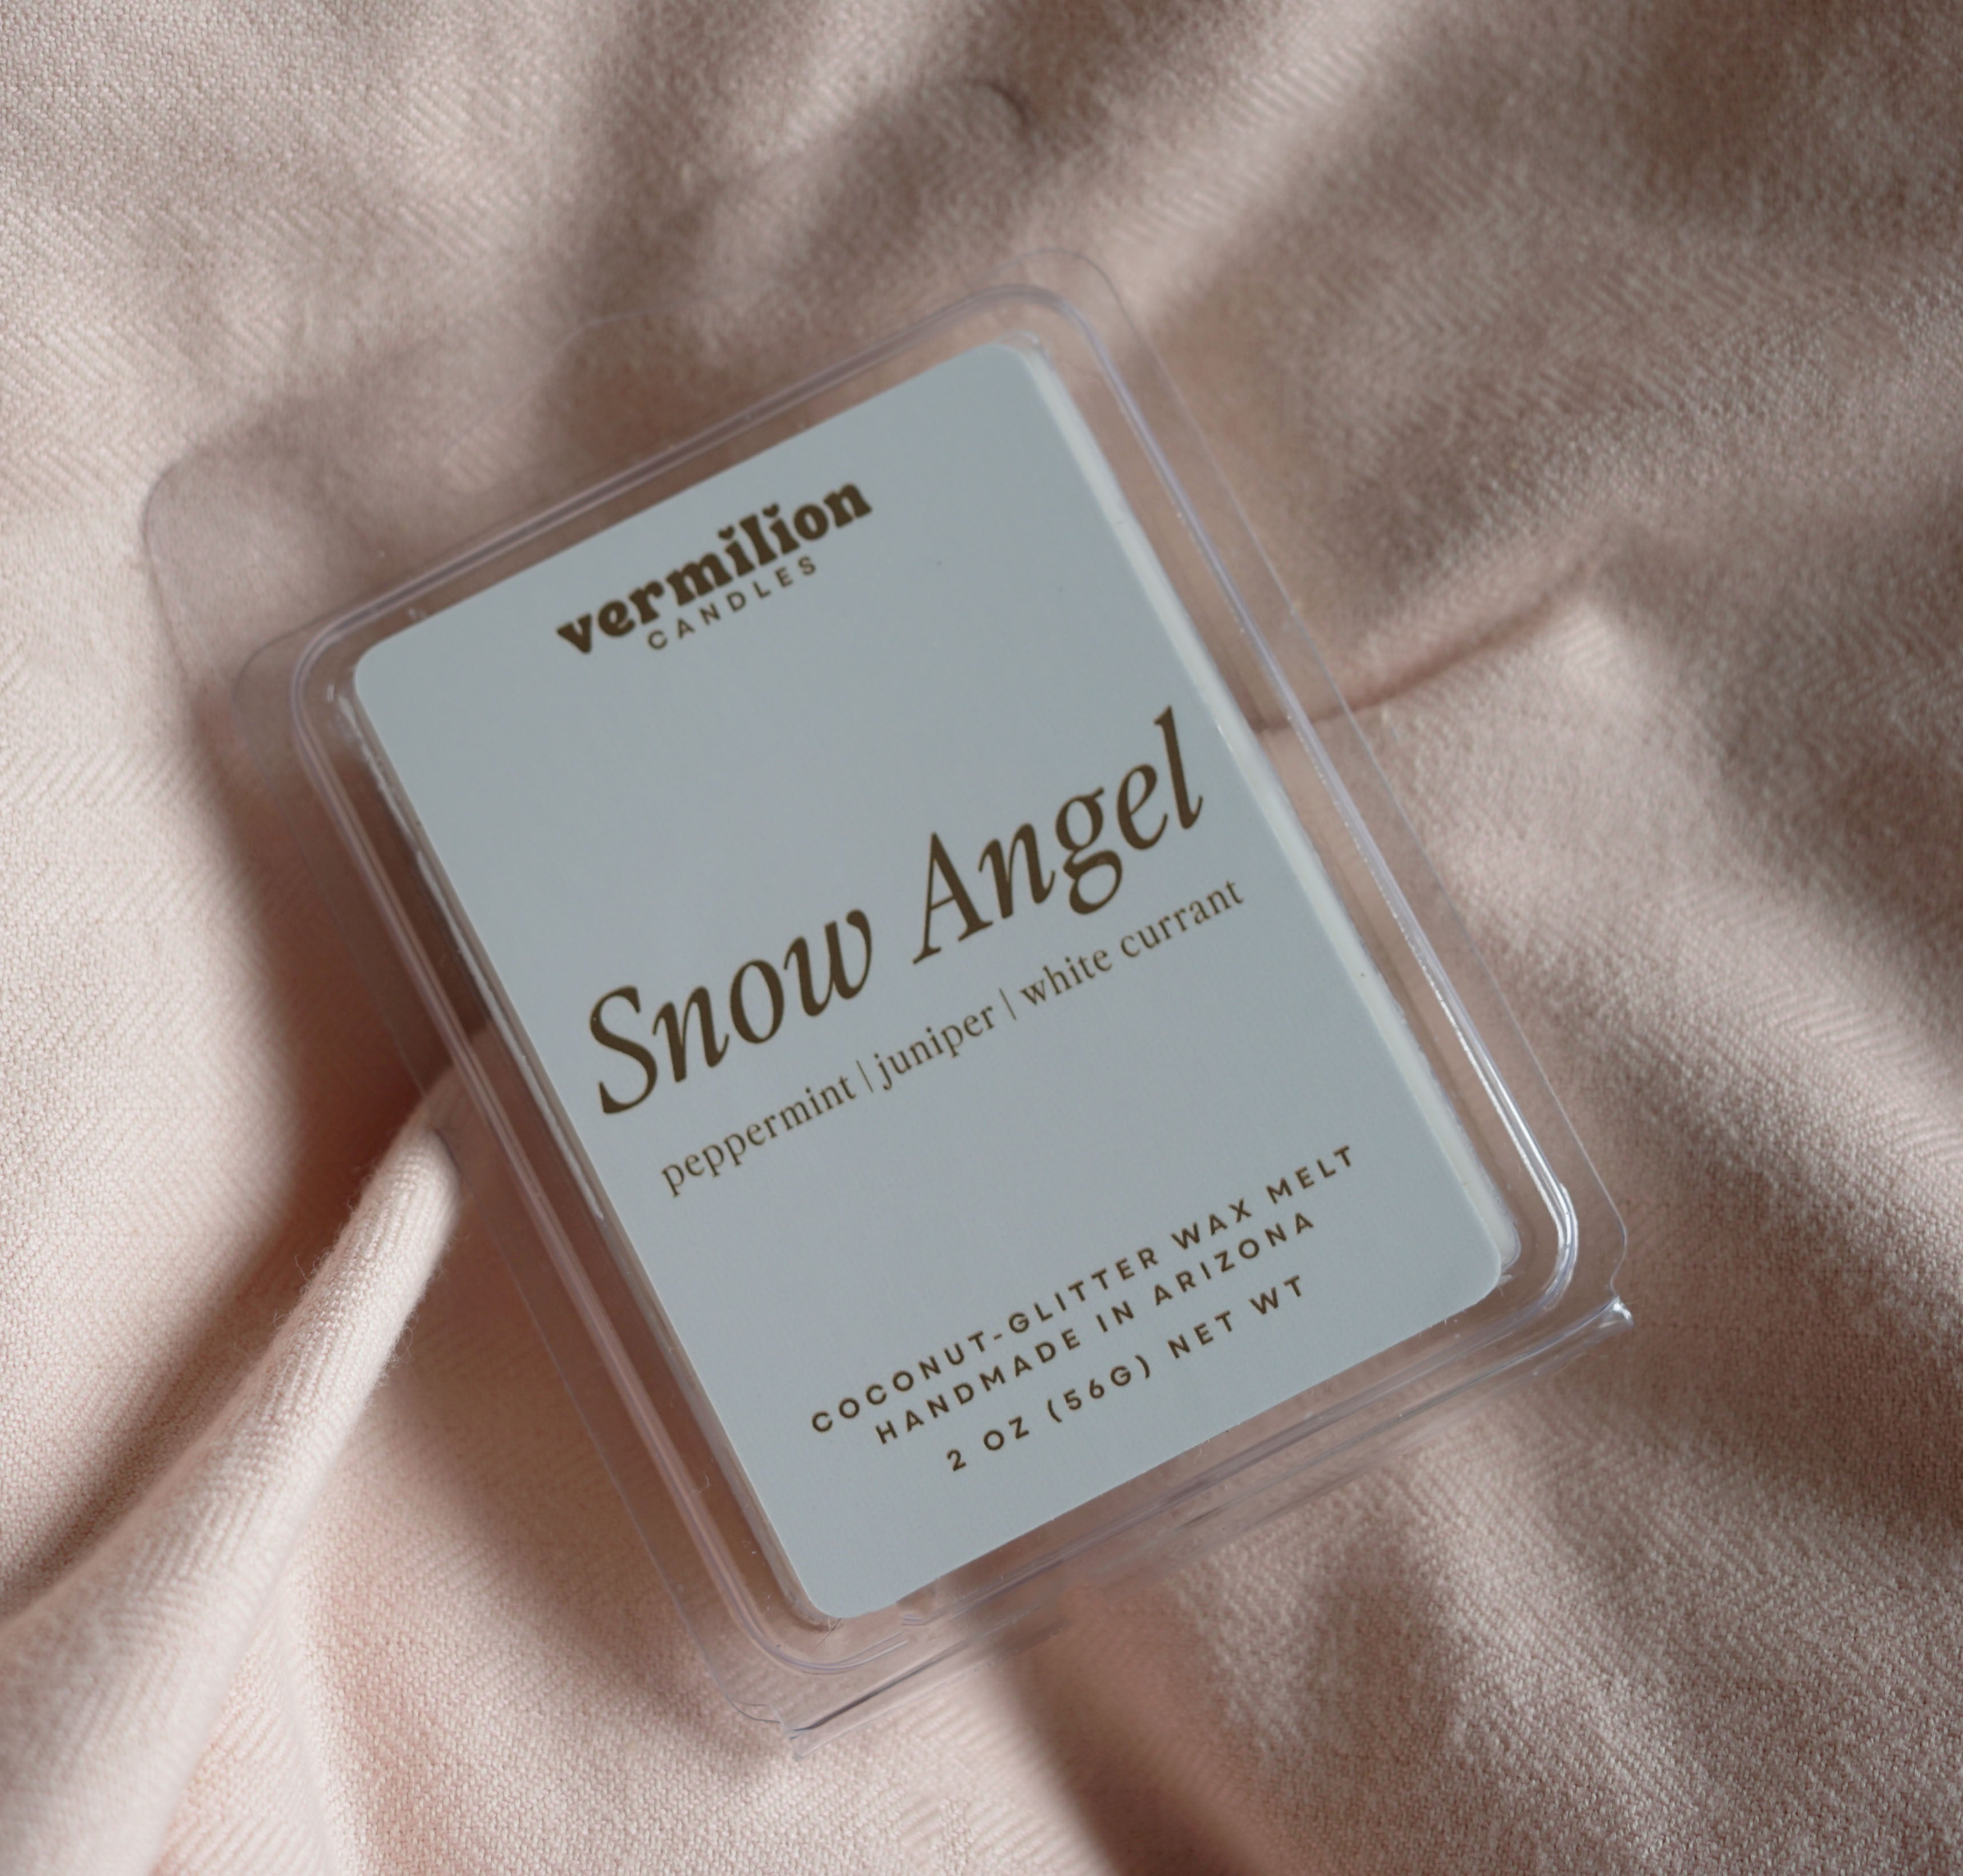 vermilion
CANDLES
Snow Angel
peppermint | juniper | white currant
COCONUT-GLITTER WAX MELT
HANDMADE IN ARIZONA
2 OZ (56G) NET WT